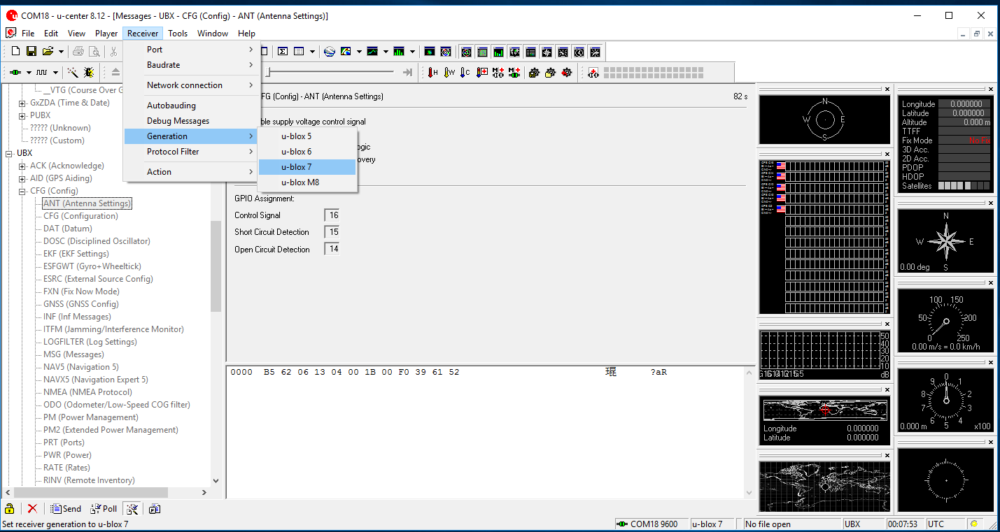 COM18 - u-center 8.12 - [Messages - UBX - CFG (Config) - ANT (Antenna Settings)]
File Edit View Player Receiver Tools Window Help
Port
Baudrate
Network connection
Autobauding
Debug Messages
Generation
Protocol Filter
Action
u-blox 5
u-blox 6
u-blox 7
u-blox M8
__VTG (Course Over G
GxZDA (Time & Date)
PUBX
????? (Unknown)
????? (Custom)
UBX
ACK (Acknowledge)
AID (GPS Aiding)
CFG (Config)
ANT (Antenna Settings)
CFG (Configuration)
DAT (Datum)
DOSC (Disciplined Oscillator)
EKF (EKF Settings)
ESFGWT (Gyro+Wheeltick)
ESRC (External Source Config)
FXN (Fix Now Mode)
GNSS (GNSS Config)
INF (Inf Messages)
ITFM (Jamming/Interference Monitor)
LOGFILTER (Log Settings)
MSG (Messages)
NAV5 (Navigation 5)
NAVX5 (Navigation Expert 5)
NMEA (NMEA Protocol)
ODO (Odometer/Low-Speed COG filter)
PM (Power Management)
PM2 (Extended Power Management)
PRT (Ports)
PWR (Power)
RATE (Rates)
RINV (Remote Inventory)
FG (Config) - ANT (Antenna Settings) 82 s
ble supply voltage control signal
ogic
overy
GPIO Assignment:
Control Signal 16
Short Circuit Detection 15
Open Circuit Detection 14
0000 B5 62 06 13 04 00 1B 00 F0 39 61 52 琨 ?aR
N
W E
S
50
40
30
20
10
dB
Longitude 0.000000
Latitude 0.000000
Longitude 0.000000
Latitude 0.000000
Altitude 0.000 m
TTFF
Fix Mode No Fix
3D Acc.
2D Acc.
PDOP
HDOP
Satellites
N
W E
0.00 deg S
100 150
50 200
0 250
0.00 m/s = 0.0 km/h
9 0 1
8 2
7 3
6 5 4
0.000 m x100
Send Poll
Set receiver generation to u-blox 7
COM18 9600 u-blox 7 No file open UBX 00:07:53 UTC